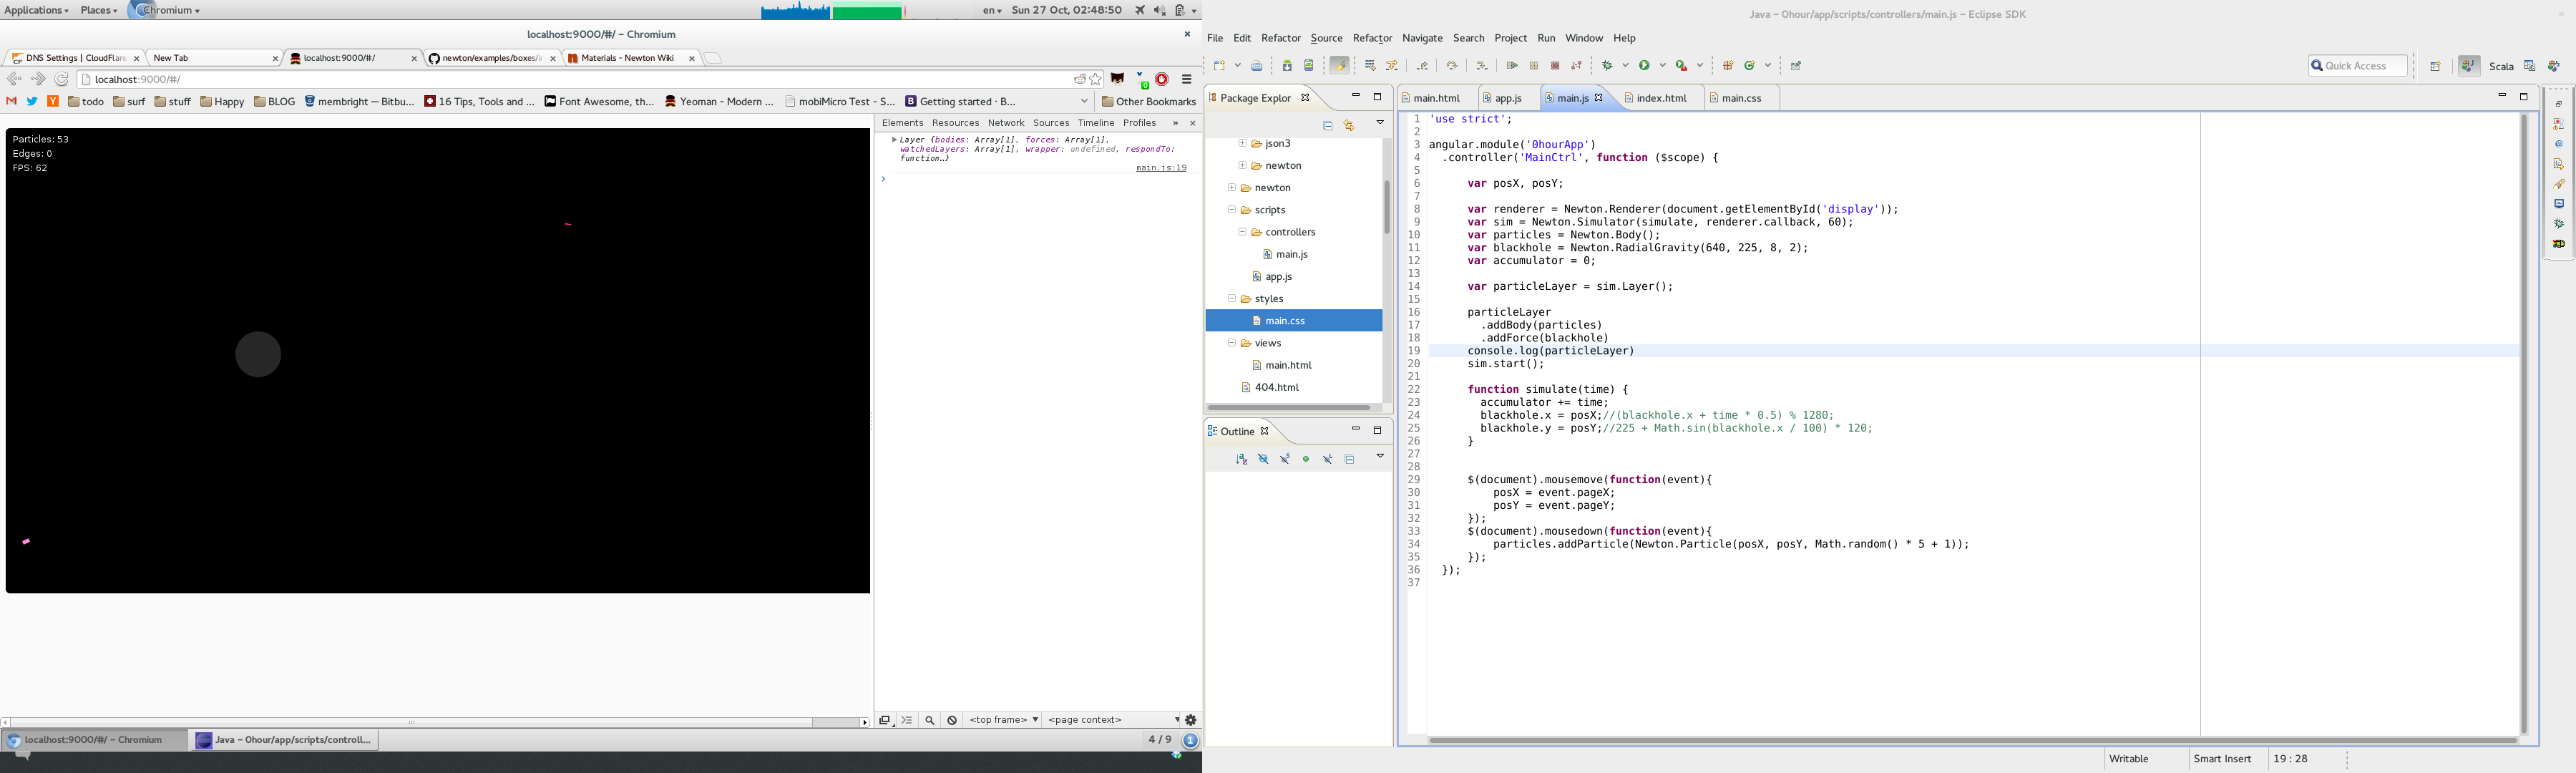 Applications Places Chromium en Sun 27 Oct, 02:48:50
localhost:9000/#/ – Chromium
DNS Settings | CloudFlare New Tab localhost:9000/#/ newton/examples/boxes/ir Materials - Newton Wiki
localhost:9000/#/
todo surf stuff Happy BLOG membright — Bitbu... 16 Tips, Tools and ... Font Awesome, th... Yeoman - Modern ... mobiMicro Test - S... Getting started · B... Other Bookmarks
Particles: 53
Edges: 0
FPS: 62
Elements Resources Network Sources Timeline Profiles »
Layer {bodies: Array[1], forces: Array[1],
watchedLayers: Array[1], wrapper: undefined, respondTo:
function…}
main.js:19
<top frame> <page context>
localhost:9000/#/ – Chromium Java – 0hour/app/scripts/controll...
4 / 9 1
Java – 0hour/app/scripts/controllers/main.js – Eclipse SDK
File Edit Refactor Source Refactor Navigate Search Project Run Window Help
Quick Access Scala
Package Explor
json3
newton
newton
scripts
controllers
main.js
app.js
styles
main.css
views
main.html
404.html
Outline
main.html app.js main.js index.html main.css
1 'use strict';
2
3 angular.module('0hourApp')
4 .controller('MainCtrl', function ($scope) {
5
6 var posX, posY;
7
8 var renderer = Newton.Renderer(document.getElementById('display'));
9 var sim = Newton.Simulator(simulate, renderer.callback, 60);
10 var particles = Newton.Body();
11 var blackhole = Newton.RadialGravity(640, 225, 8, 2);
12 var accumulator = 0;
13
14 var particleLayer = sim.Layer();
15
16 particleLayer
17 .addBody(particles)
18 .addForce(blackhole)
19 console.log(particleLayer)
20 sim.start();
21
22 function simulate(time) {
23 accumulator += time;
24 blackhole.x = posX;//(blackhole.x + time * 0.5) % 1280;
25 blackhole.y = posY;//225 + Math.sin(blackhole.x / 100) * 120;
26 }
27
28
29 $(document).mousemove(function(event){
30 posX = event.pageX;
31 posY = event.pageY;
32 });
33 $(document).mousedown(function(event){
34 particles.addParticle(Newton.Particle(posX, posY, Math.random() * 5 + 1));
35 });
36 });
37
Writable Smart Insert 19 : 28